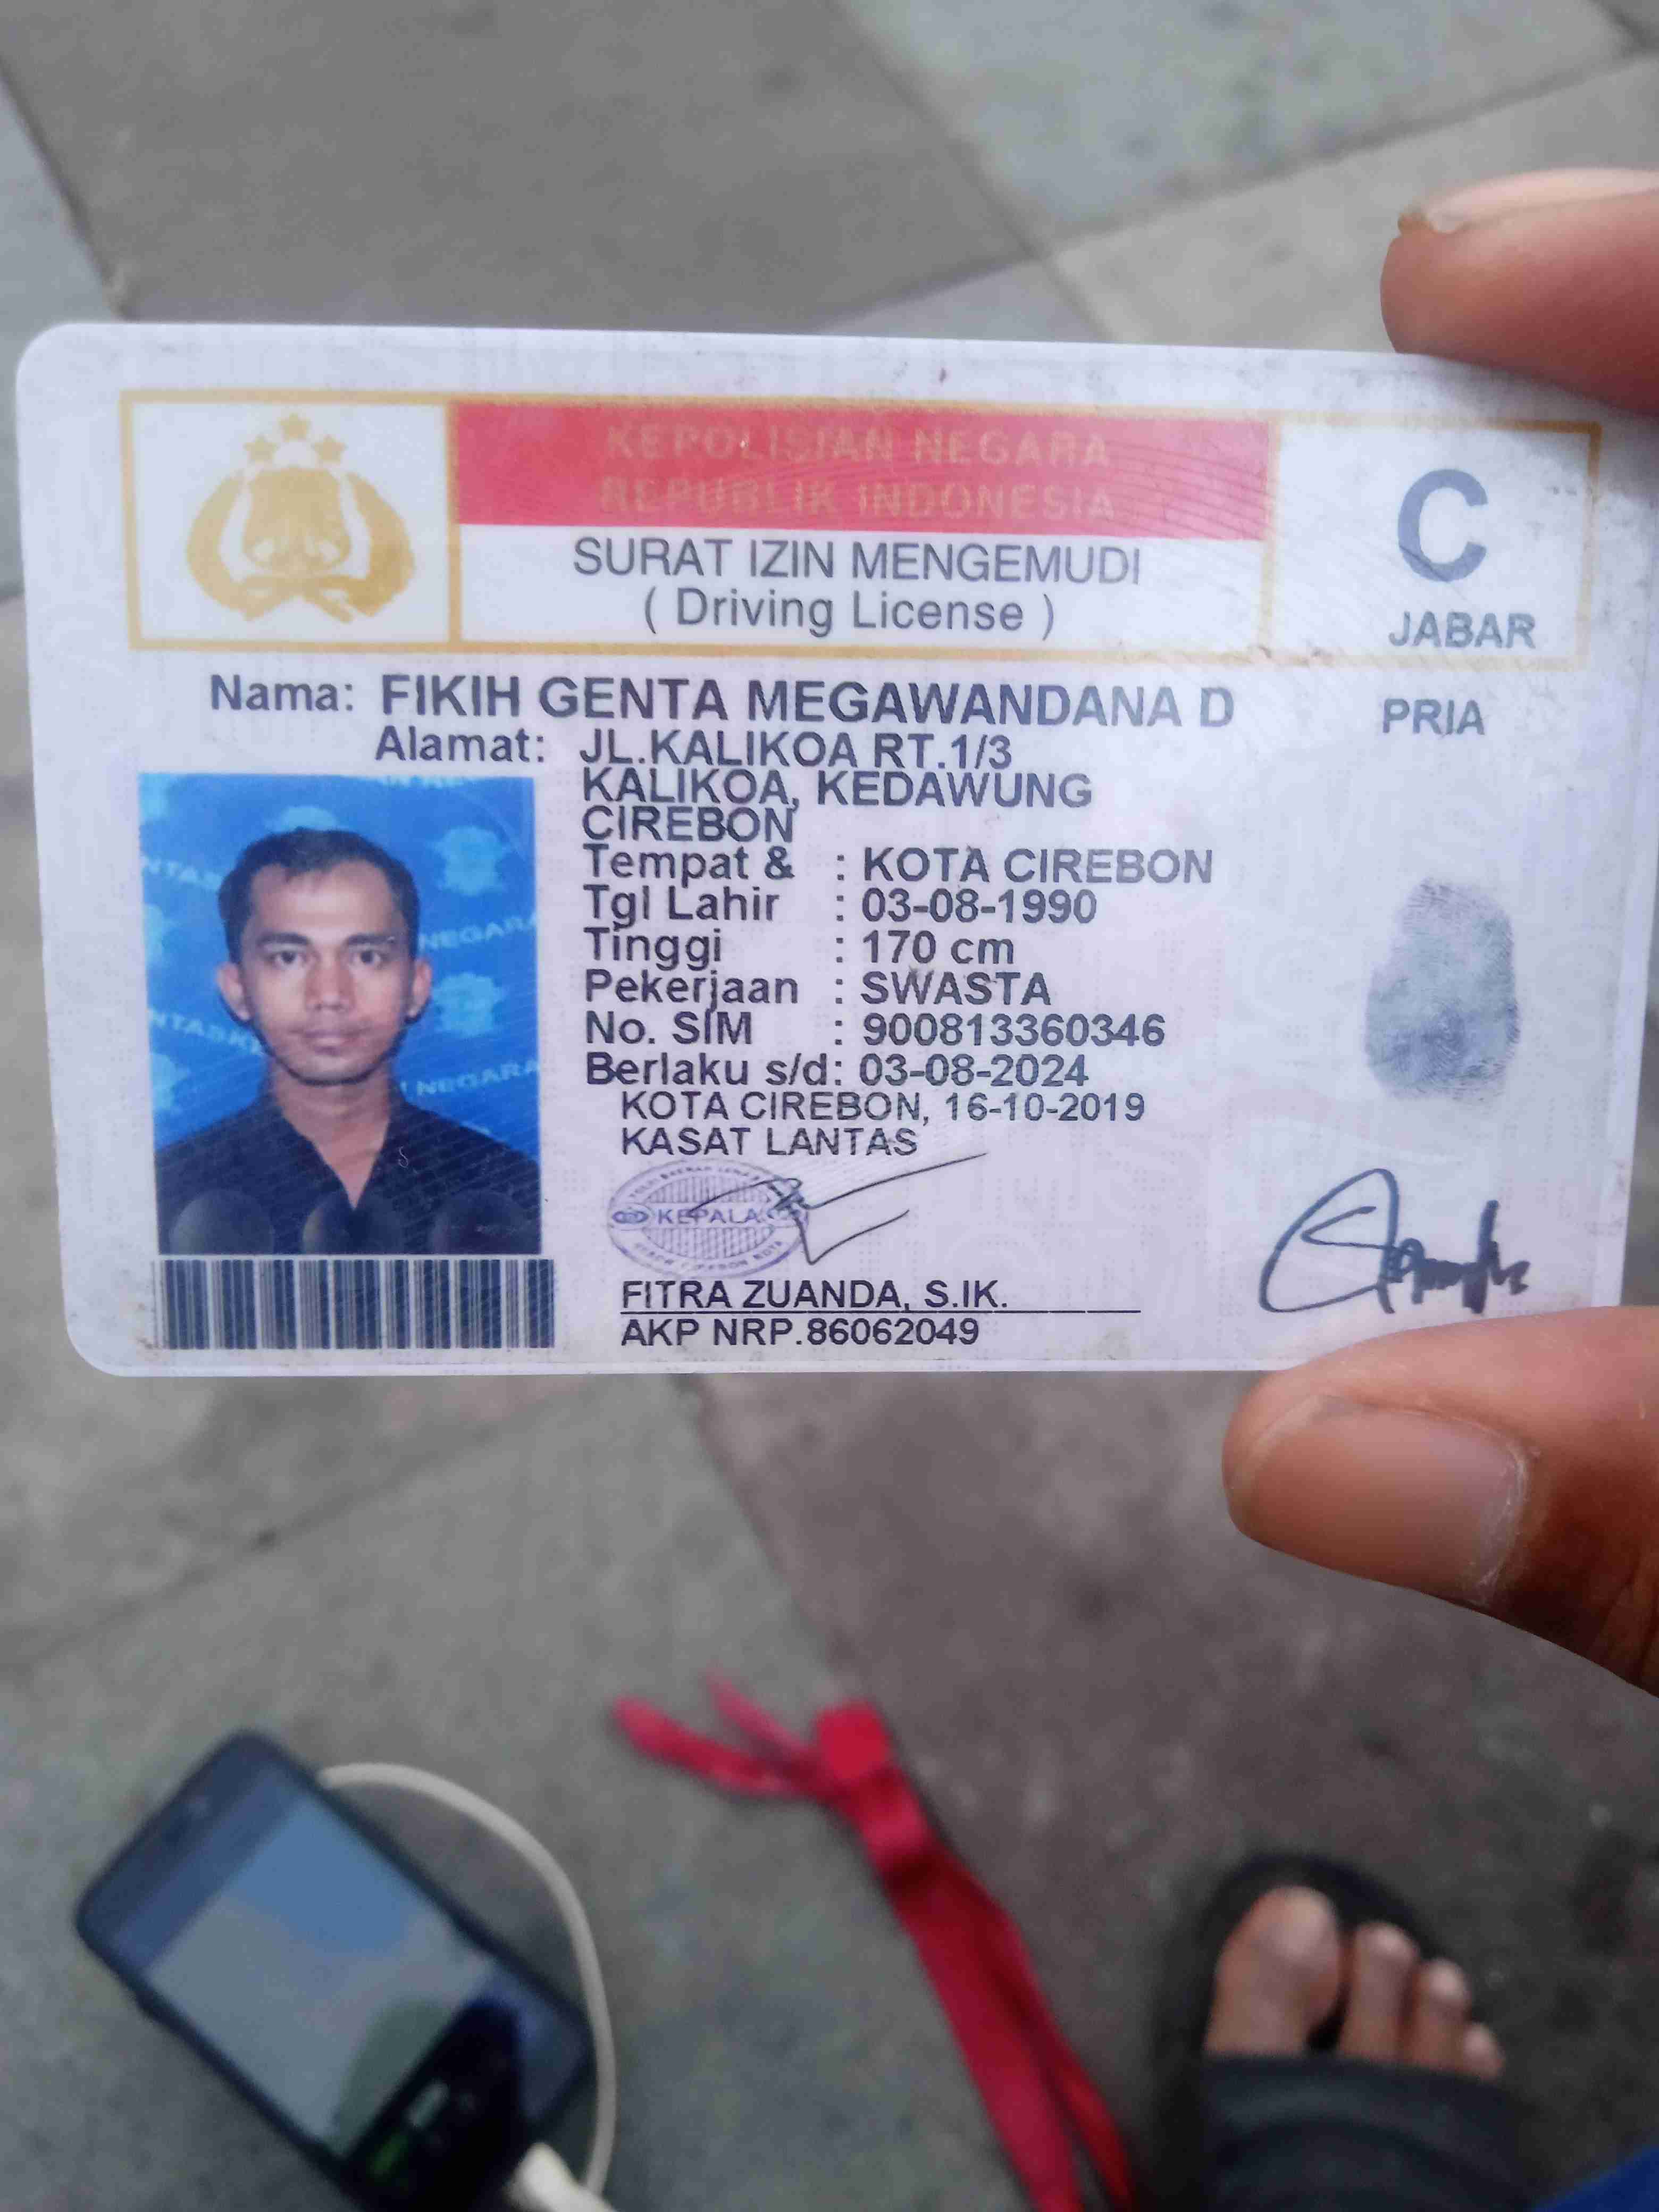 KEPOLISIAN NEGARA
REPUBLIK INDONESIA
SURAT IZIN MENGEMUDI
( Driving License )
C
JABAR
Nama: FIKIH GENTA MEGAWANDANA D
PRIA
Alamat: JL.KALIKOA RT.1/3
KALIKOA, KEDAWUNG
CIREBON
Tempat & : KOTA CIREBON
Tgl Lahir : 03-08-1990
Tinggi : 170 cm
Pekerjaan : SWASTA
No. SIM : 900813360346
Berlaku s/d: 03-08-2024
KOTA CIREBON, 16-10-2019
KASAT LANTAS
KEPALA
FITRA ZUANDA, S.IK.
AKP NRP.86062049
NEGARA
NEGARA